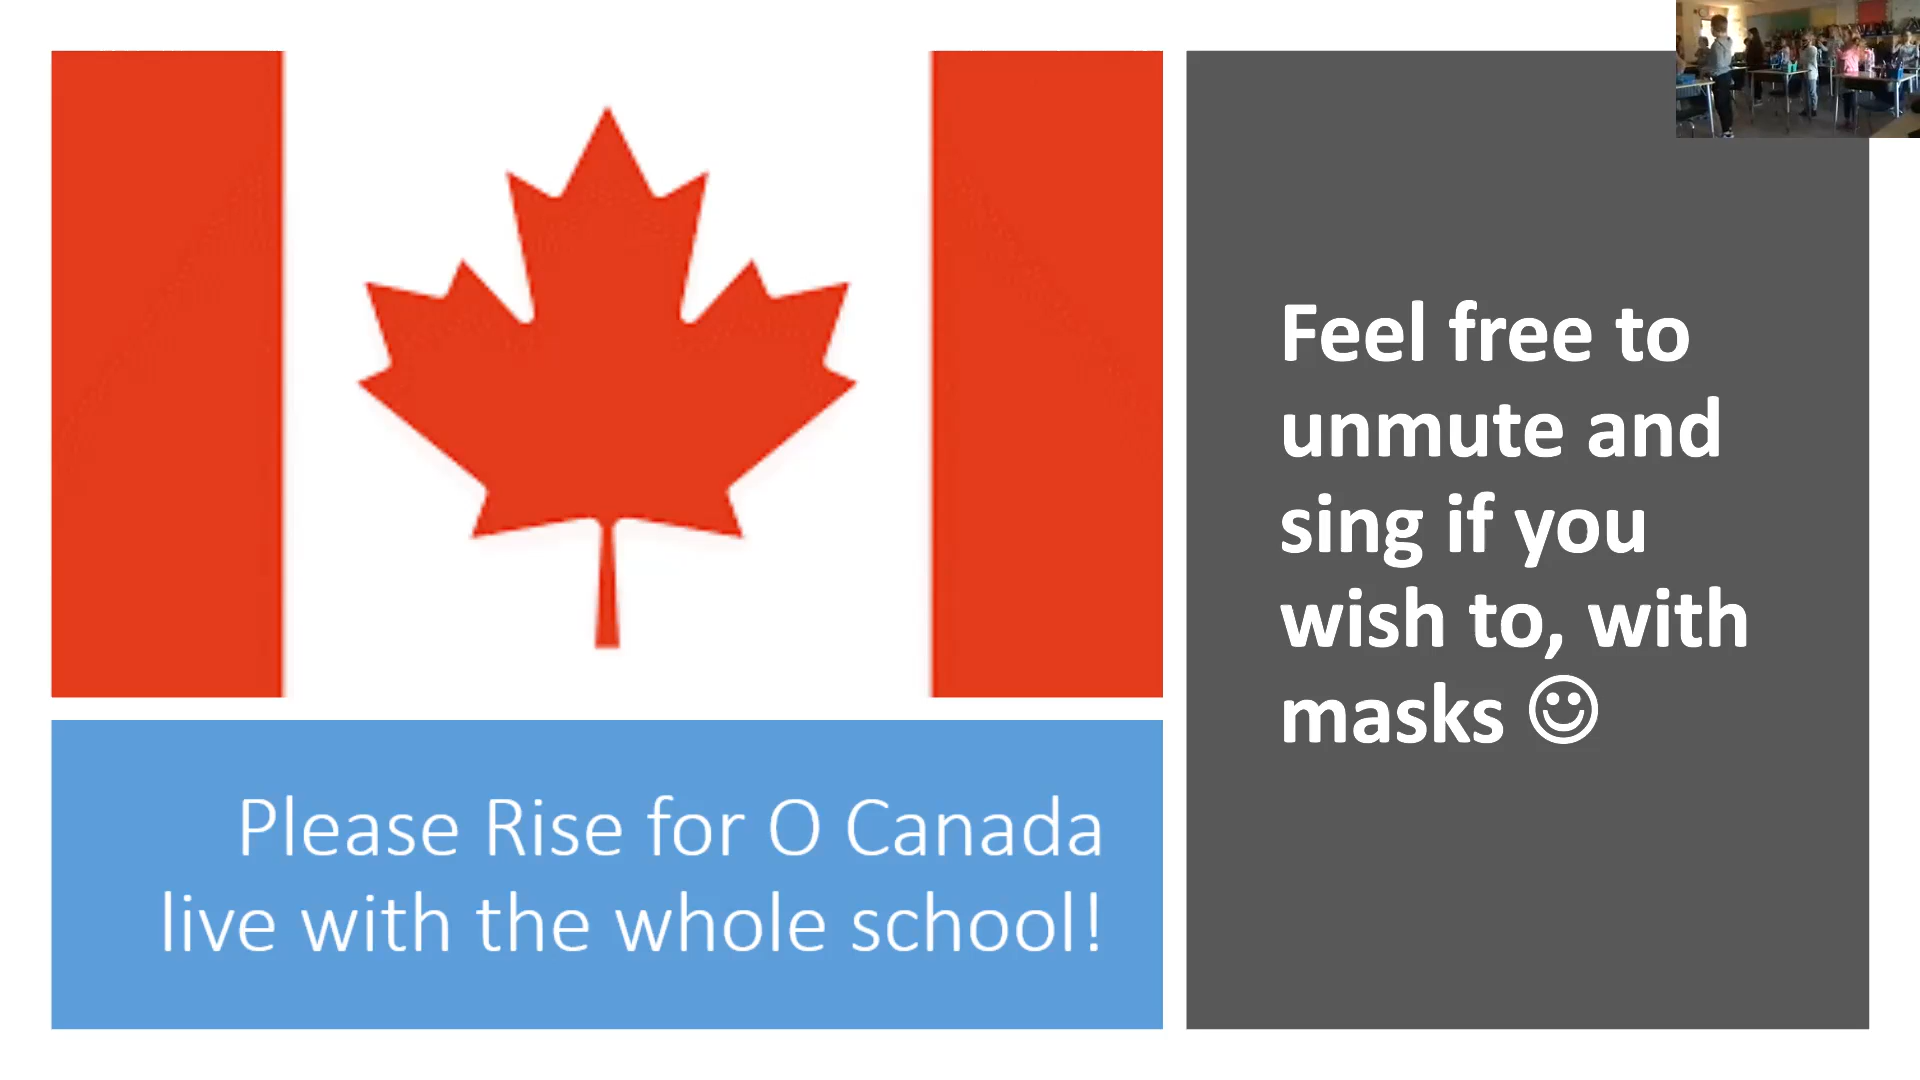 Please Rise for O Canada
live with the whole school!
Feel free to
unmute and
sing if you
wish to, with
masks ☺